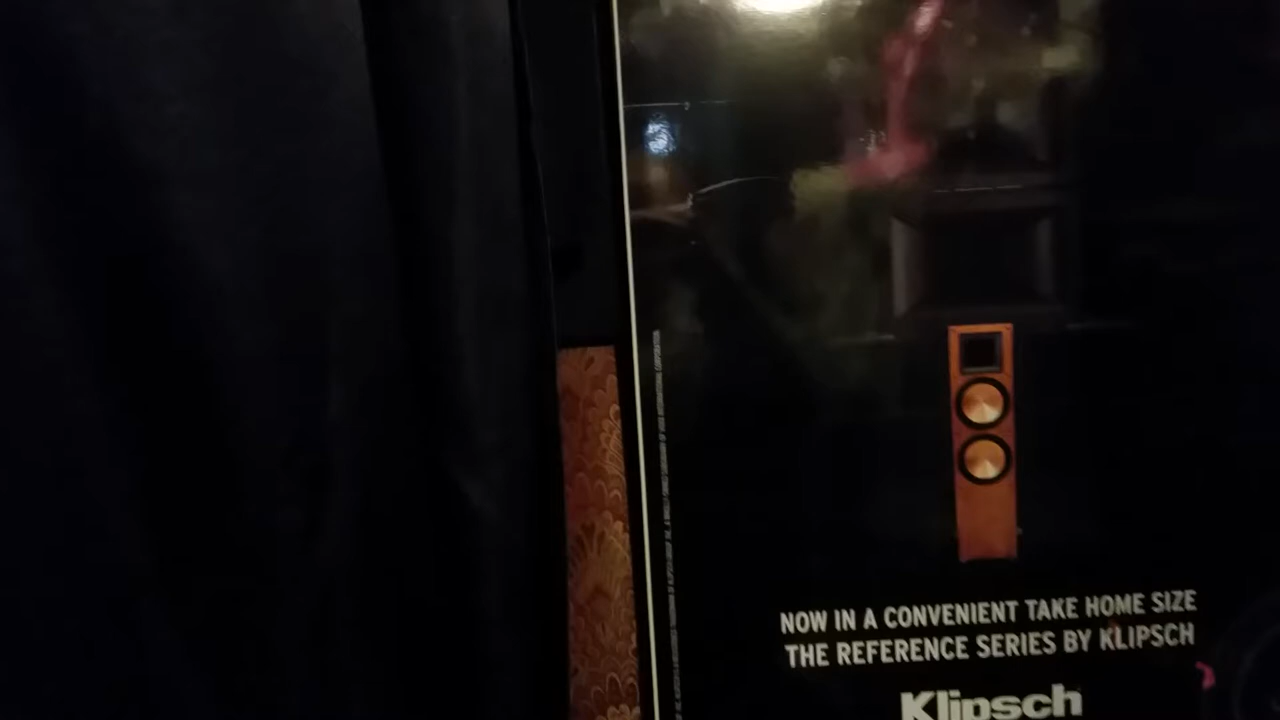 NOW IN A CONVENIENT TAKE HOME SIZE
THE REFERENCE SERIES BY KLIPSCH
Klipsch